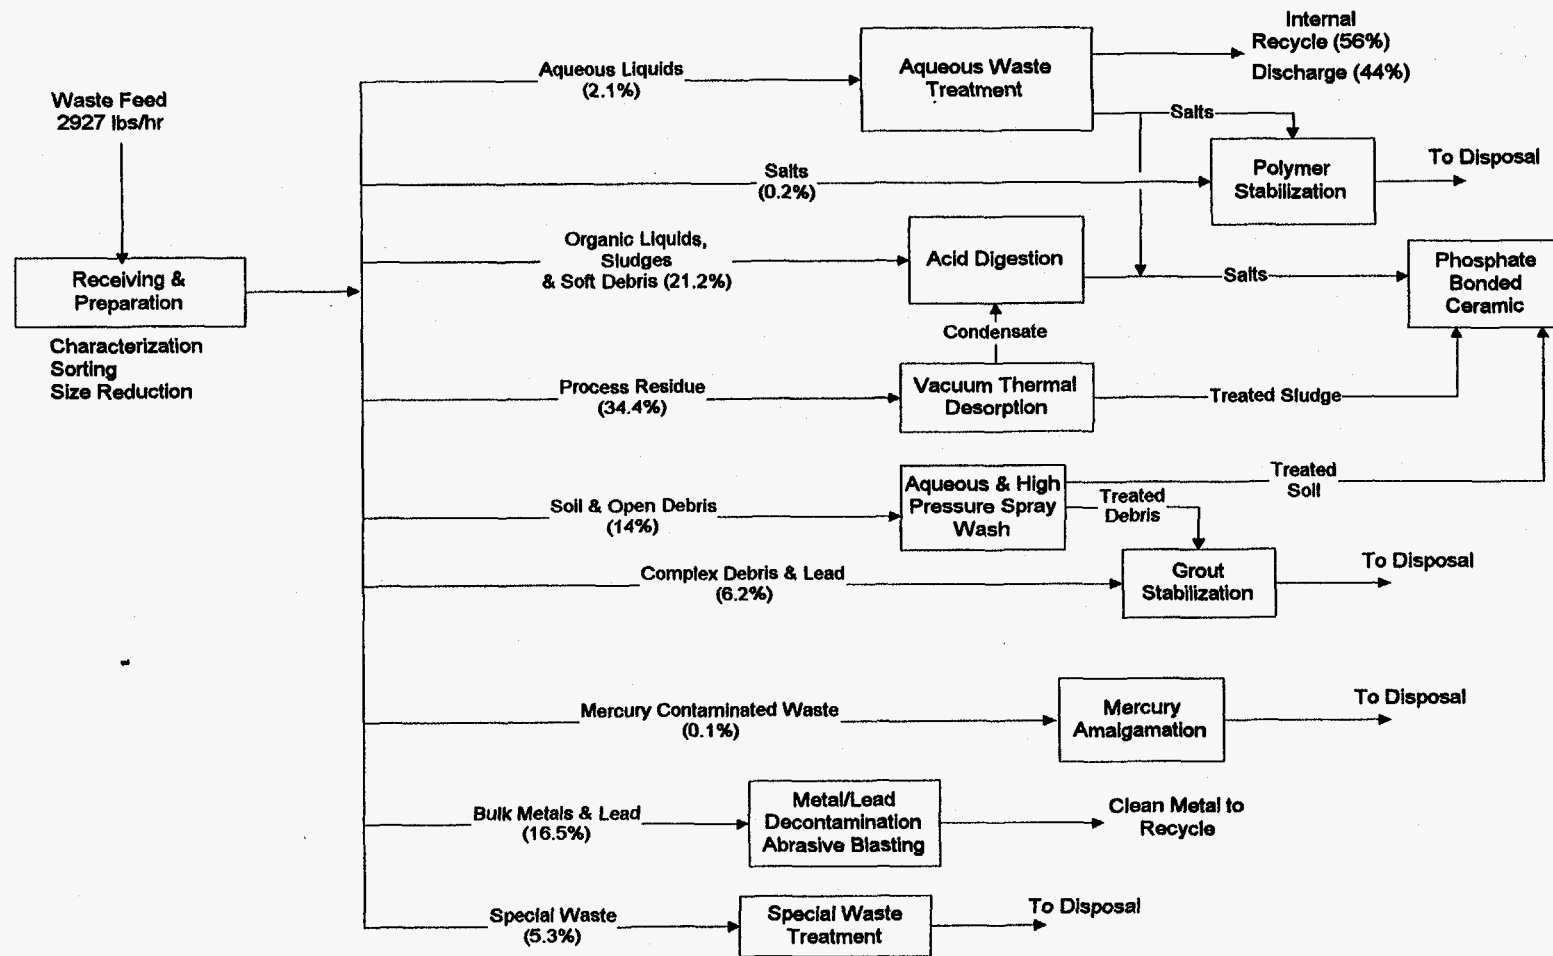 Waste Feed
2927 lbs/hr
Receiving &
Preparation
Characterization
Sorting
Size Reduction
Aqueous Liquids
(2.1%)
Aqueous Waste
Treatment
Internal
Recycle (56%)
Discharge (44%)
Salts
Salts
(0.2%)
Polymer
Stabilization
To Disposal
Organic Liquids,
Sludges
& Soft Debris (21.2%)
Acid Digestion
Salts
Phosphate
Bonded
Ceramic
Condensate
Process Residue
(34.4%)
Vacuum Thermal
Desorption
Treated Sludge
Soil & Open Debris
(14%)
Aqueous & High
Pressure Spray
Wash
Treated
Soil
Treated
Debris
Complex Debris & Lead
(6.2%)
Grout
Stabilization
To Disposal
Mercury Contaminated Waste
(0.1%)
Mercury
Amalgamation
To Disposal
Bulk Metals & Lead
(16.5%)
Metal/Lead
Decontamination
Abrasive Blasting
Clean Metal to
Recycle
Special Waste
(5.3%)
Special Waste
Treatment
To Disposal